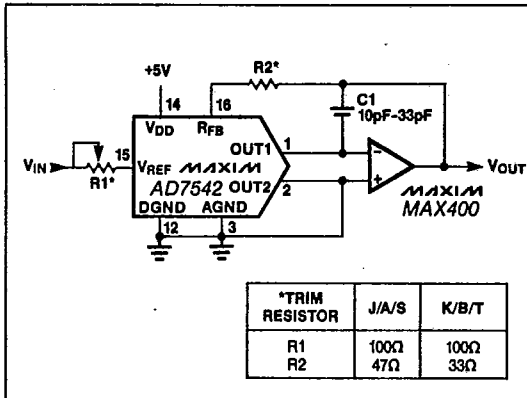 +5V
R2*
14
16
C1
10pF-33pF
VDD
RFB
OUT1
1
VIN
15
VREF
MAXIM
R1*
AD7542
OUT2
2
VOUT
MAXIM
MAX400
DGND
AGND
12
3
*TRIM RESISTOR J/A/S K/B/T
R1 100Ω 100Ω
R2 47Ω 33Ω